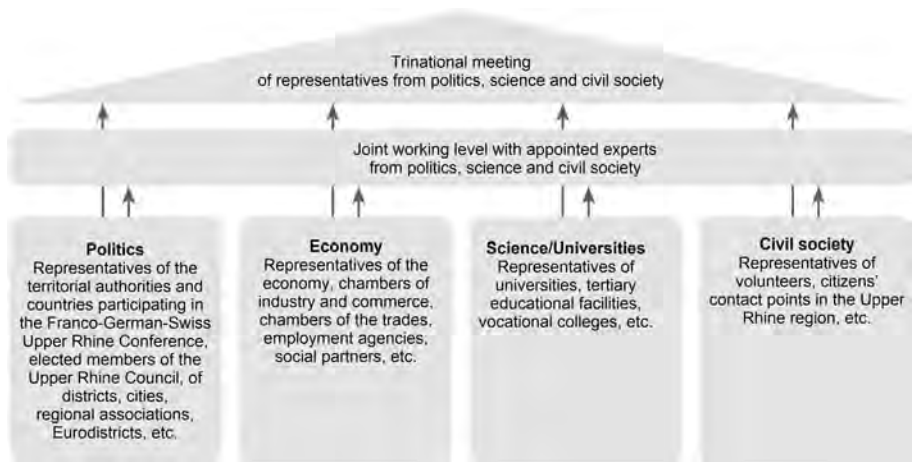 Trinational meeting
of representatives from politics, science and civil society
Joint working level with appointed experts
from politics, science and civil society
Politics
Representatives of the
territorial authorities and
countries participating in
the Franco-German-Swiss
Upper Rhine Conference,
elected members of the
Upper Rhine Council, of
districts, cities,
regional associations,
Eurodistricts, etc.
Economy
Representatives of the
economy, chambers of
industry and commerce,
chambers of the trades,
employment agencies,
social partners, etc.
Science/Universities
Representatives of
universities, tertiary
educational facilities,
vocational colleges, etc.
Civil society
Representatives of
volunteers, citizens'
contact points in the Upper
Rhine region, etc.